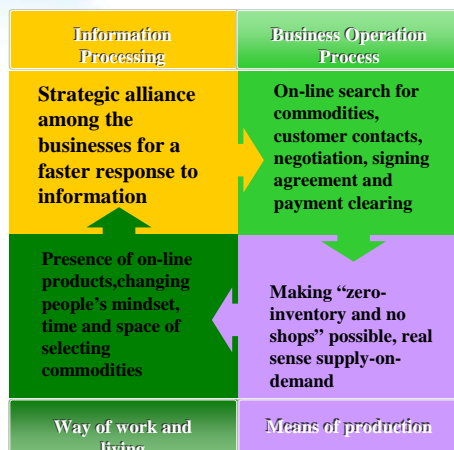 Information
Processing
Business Operation
Process
Strategic alliance
among the
businesses for a
faster response to
information
On-line search for
commodities,
customer contacts,
negotiation, signing
agreement and
payment clearing
Presence of on-line
products,changing
people’s mindset,
time and space of
selecting
commodities
Making “zero-
inventory and no
shops” possible, real
sense supply-on-
demand
Way of work and
living
Means of production